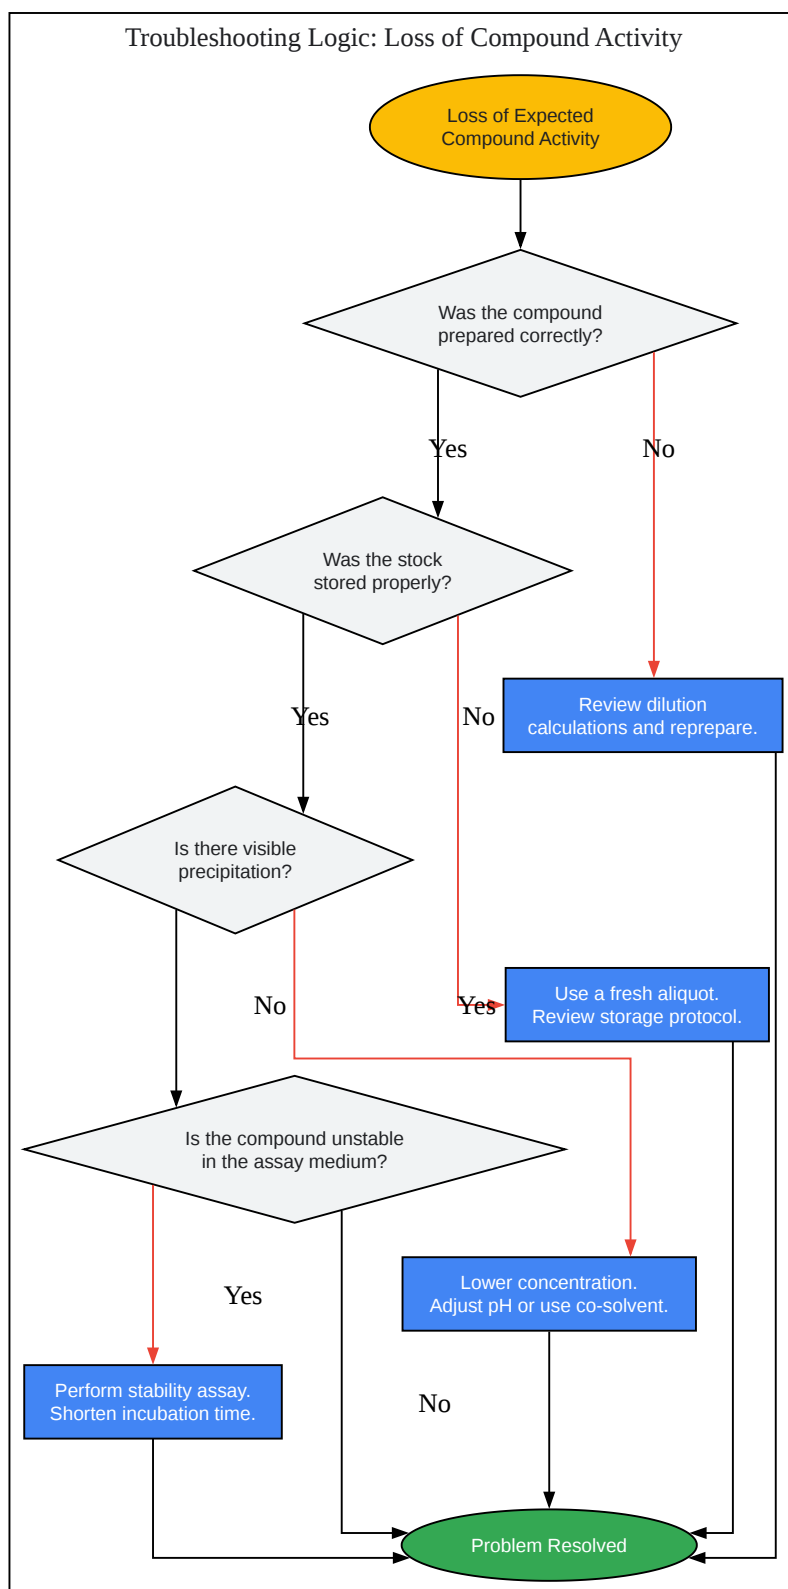 Troubleshooting Logic: Loss of Compound Activity
Loss of Expected
Compound Activity
Was the compound
prepared correctly?
Yes
No
Was the stock
stored properly?
Review dilution
calculations and reprepare.
Yes
No
Is there visible
precipitation?
Use a fresh aliquot.
Review storage protocol.
No
Yes
Is the compound unstable
in the assay medium?
Lower concentration.
Adjust pH or use co-solvent.
Yes
Perform stability assay.
Shorten incubation time.
No
Problem Resolved